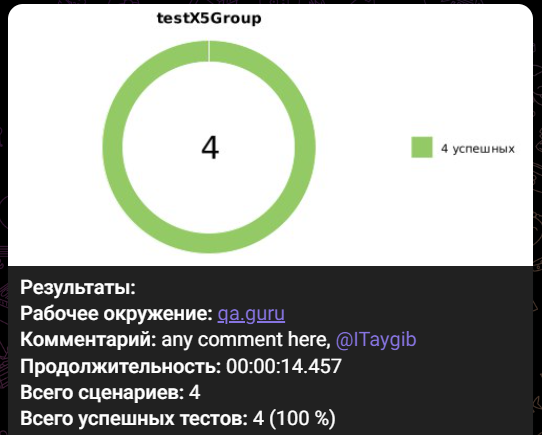 testX5Group
4
4 успешных
Результаты:
Рабочее окружение: qa.guru
Комментарий: any comment here, @ITaygib
Продолжительность: 00:00:14.457
Всего сценариев: 4
Всего успешных тестов: 4 (100 %)